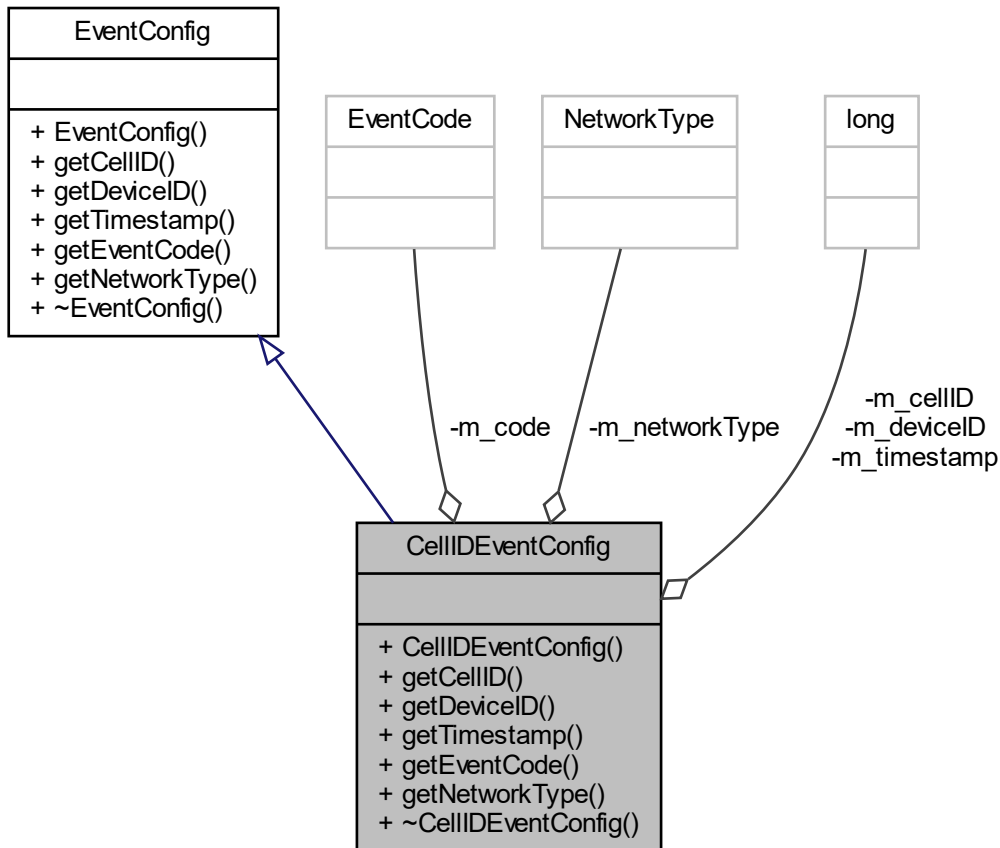 EventConfig
+ EventConfig()
+ getCellID()
+ getDeviceID()
+ getTimestamp()
+ getEventCode()
+ getNetworkType()
+ ~EventConfig()
EventCode
NetworkType
long
-m_code
-m_networkType
-m_cellID
-m_deviceID
-m_timestamp
CellIDEventConfig
+ CellIDEventConfig()
+ getCellID()
+ getDeviceID()
+ getTimestamp()
+ getEventCode()
+ getNetworkType()
+ ~CellIDEventConfig()